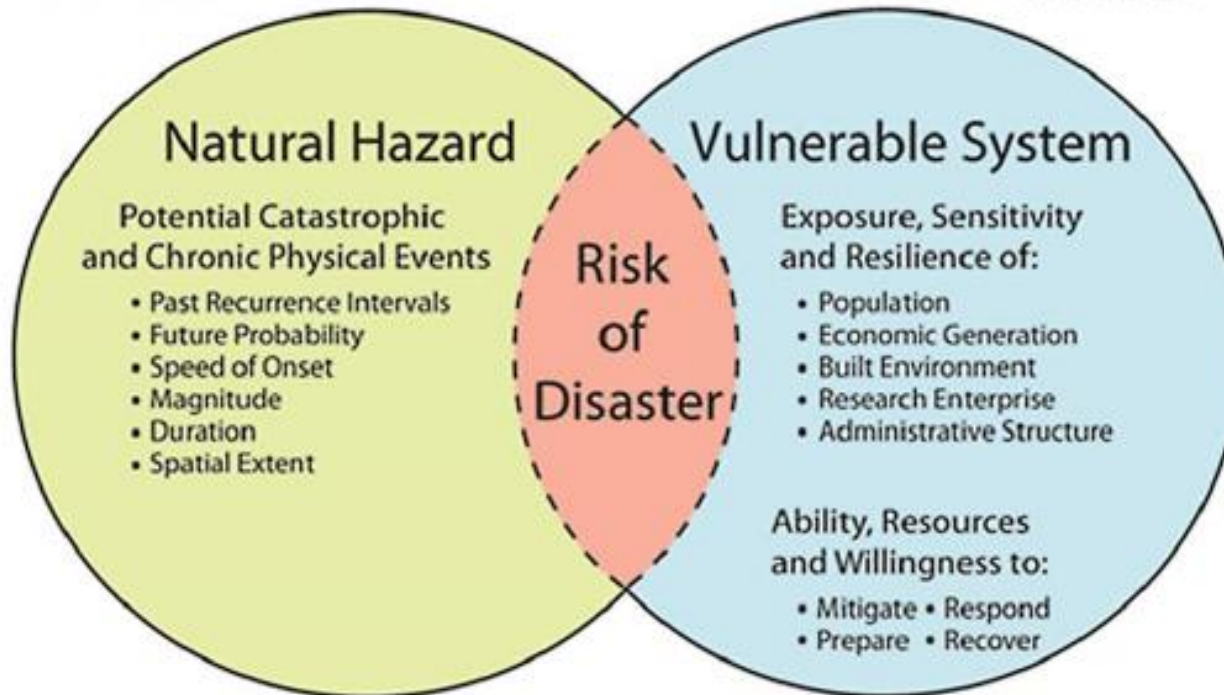 Natural Hazard
Potential Catastrophic
and Chronic Physical Events
• Past Recurrence Intervals
• Future Probability
• Speed of Onset
• Magnitude
• Duration
• Spatial Extent
Risk
of
Disaster
Vulnerable System
Exposure, Sensitivity
and Resilience of:
• Population
• Economic Generation
• Built Environment
• Research Enterprise
• Administrative Structure
Ability, Resources
and Willingness to:
• Mitigate • Respond
• Prepare • Recover